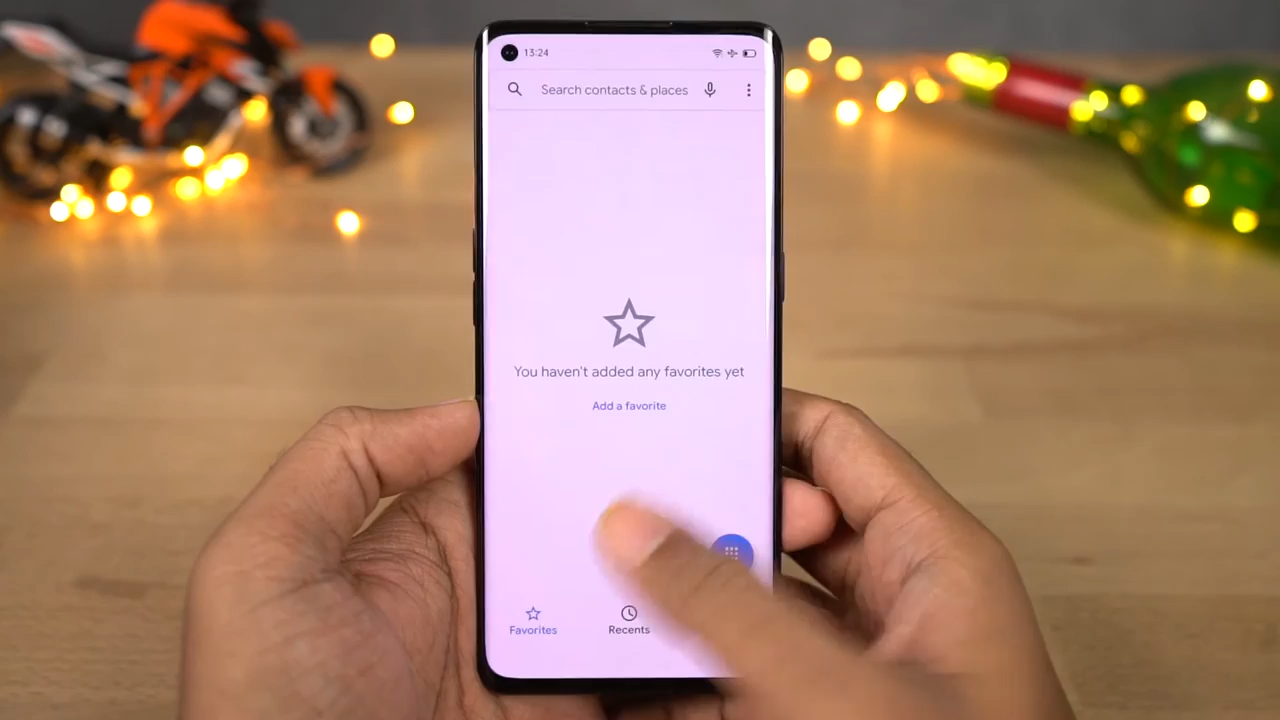 13:24
Search contacts & places
You haven't added any favorites yet
Add a favorite
Favorites
Recents